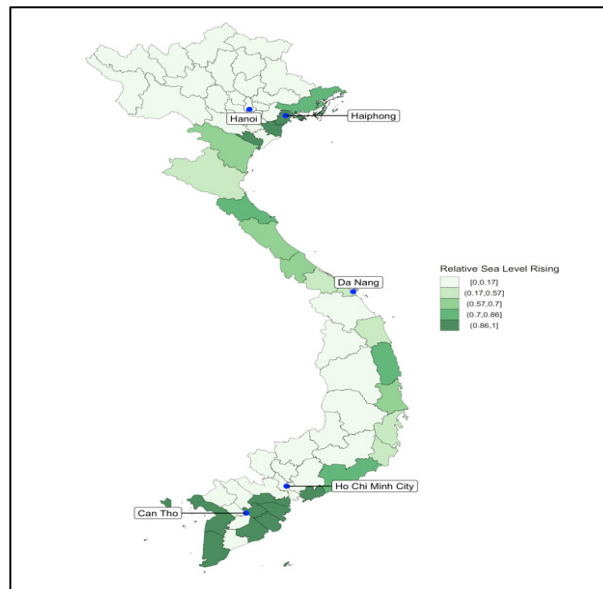 Hanoi
Haiphong
Da Nang
Relative Sea Level Rising
[0,0.17]
(0.17,0.57]
(0.57,0.7]
(0.7,0.86]
(0.86,1]
Ho Chi Minh City
Can Tho